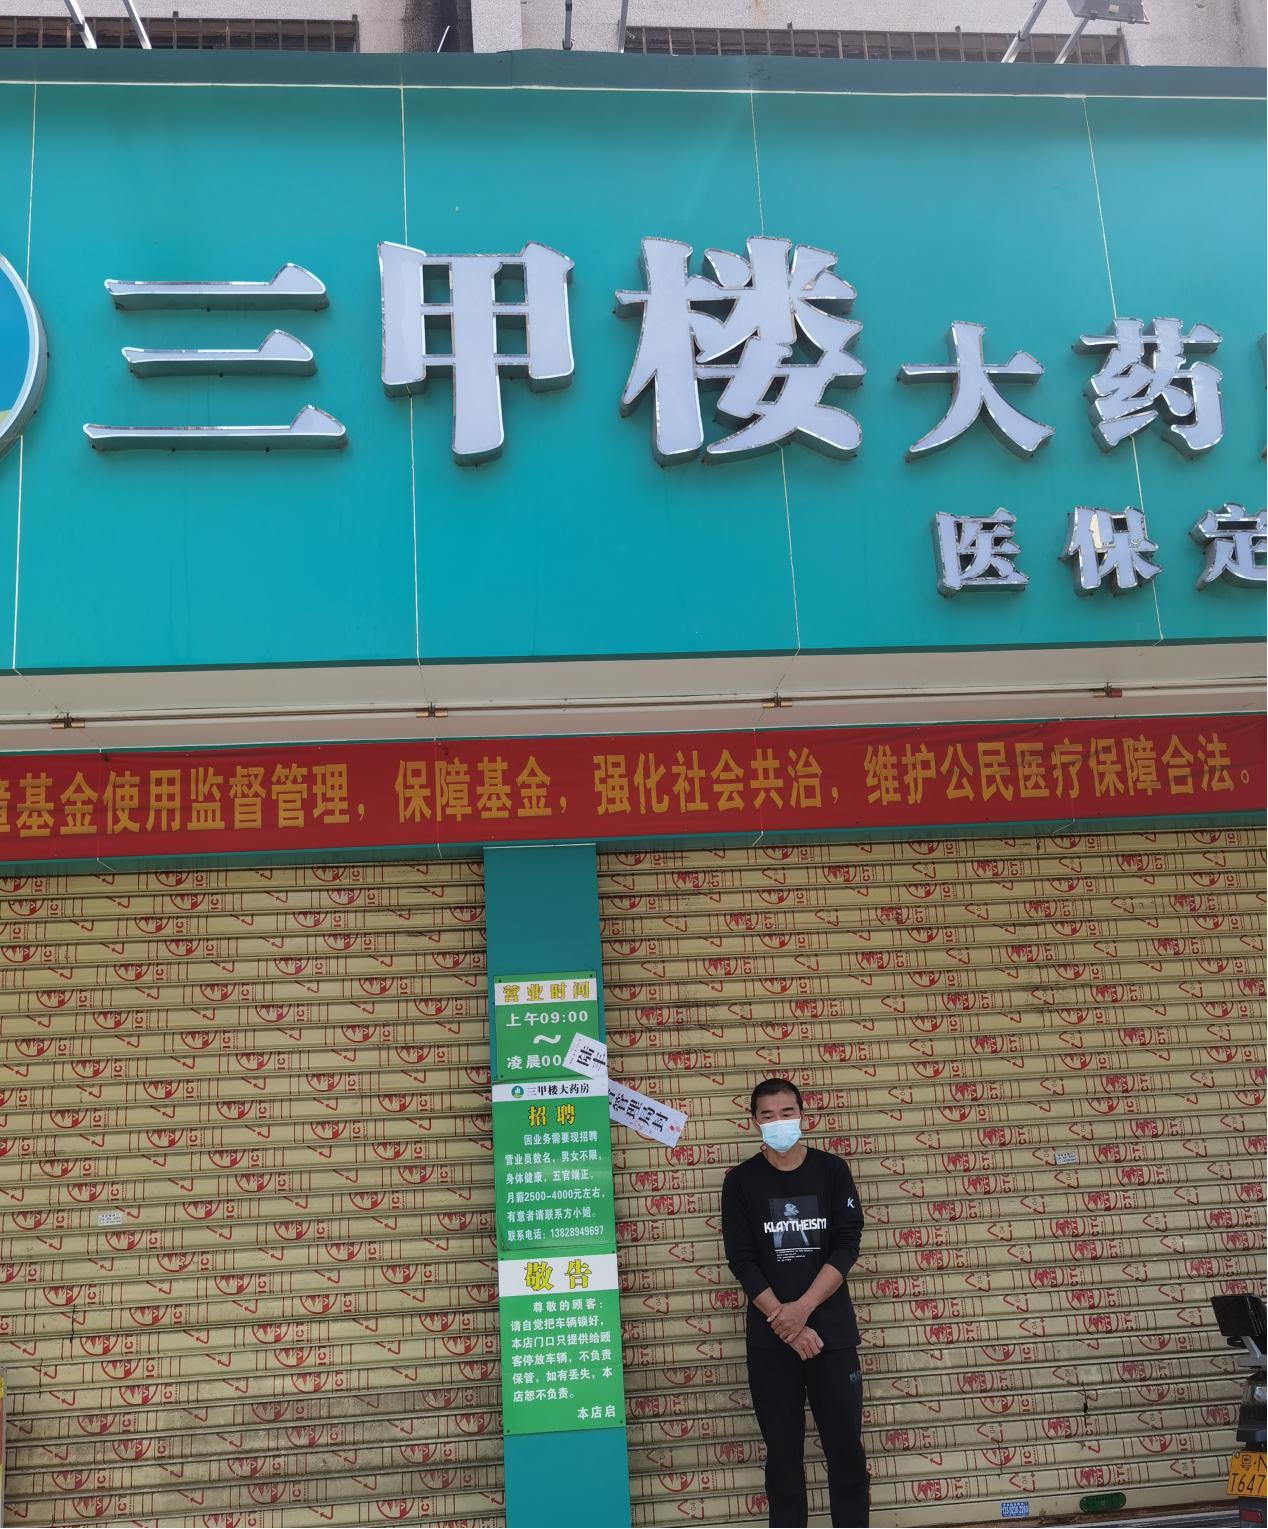 三甲楼大药
医保定
障基金使用监督管理，保障基金，强化社会共治，维护公民医疗保障合法。
营业时间
上午09:00
～
凌晨00
管理局封
三甲楼大药房
招聘
因业务需要现招聘
营业员数名，男女不限，
身体健康，五官端正，
月薪2500-4000元左右，
有意者请联系方小姐。
联系电话：13828949697
敬告
尊敬的顾客：
请自觉把车辆锁好，
本店门口只提供给顾
客停放车辆，不负责
保管，如有丢失，本
店恕不负责。
本店启
KLAYTHEISM
粤·N
T647